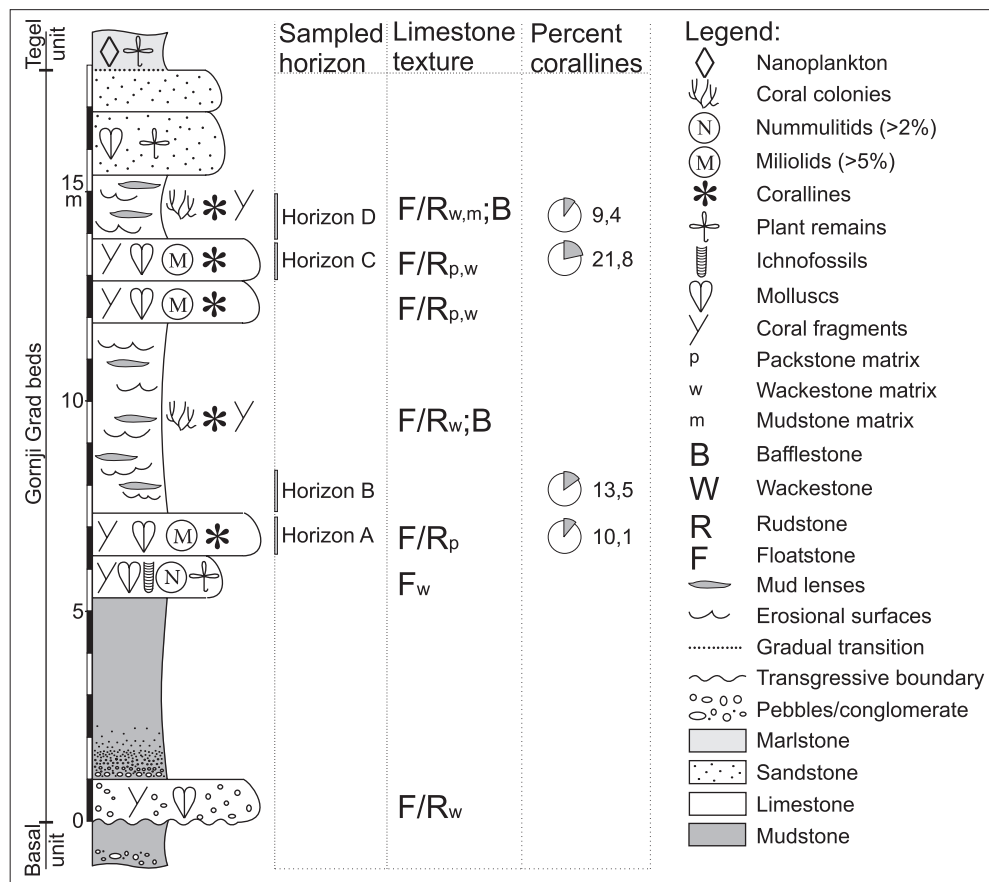 Tegel
unit
Gornji Grad beds
Basal
unit
15
m
10
5
0
Sampled
horizon
Limestone
texture
Percent
corallines
Horizon D
F/Rw,m;B
9,4
M
Horizon C
F/Rp,w
21,8
M
F/Rp,w
F/Rw;B
Horizon B
13,5
M
Horizon A
F/Rp
10,1
N
Fw
F/Rw
Legend:
Nanoplankton
Coral colonies
N Nummulitids (>2%)
M Miliolids (>5%)
Corallines
Plant remains
Ichnofossils
Molluscs
Coral fragments
p Packstone matrix
w Wackestone matrix
m Mudstone matrix
B Bafflestone
W Wackestone
R Rudstone
F Floatstone
Mud lenses
Erosional surfaces
Gradual transition
Transgressive boundary
Pebbles/conglomerate
Marlstone
Sandstone
Limestone
Mudstone